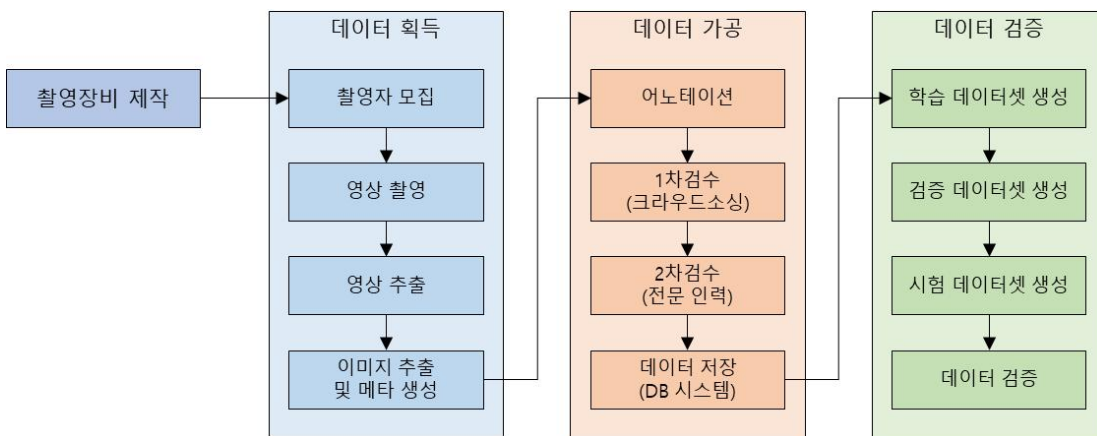 촬영장비 제작
데이터 획득
촬영자 모집
영상 촬영
영상 추출
이미지 추출
및 메타 생성
데이터 가공
어노테이션
1차검수
(크라우드소싱)
2차검수
(전문 인력)
데이터 저장
(DB 시스템)
데이터 검증
학습 데이터셋 생성
검증 데이터셋 생성
시험 데이터셋 생성
데이터 검증